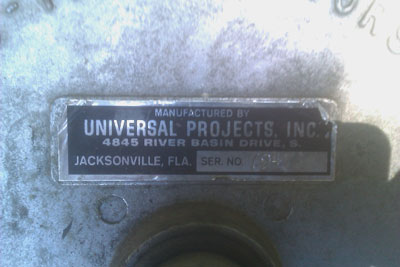 MANUFACTURED BY
UNIVERSAL PROJECTS, INC.
4845 RIVER BASIN DRIVE, S.
JACKSONVILLE, FLA. SER. NO.